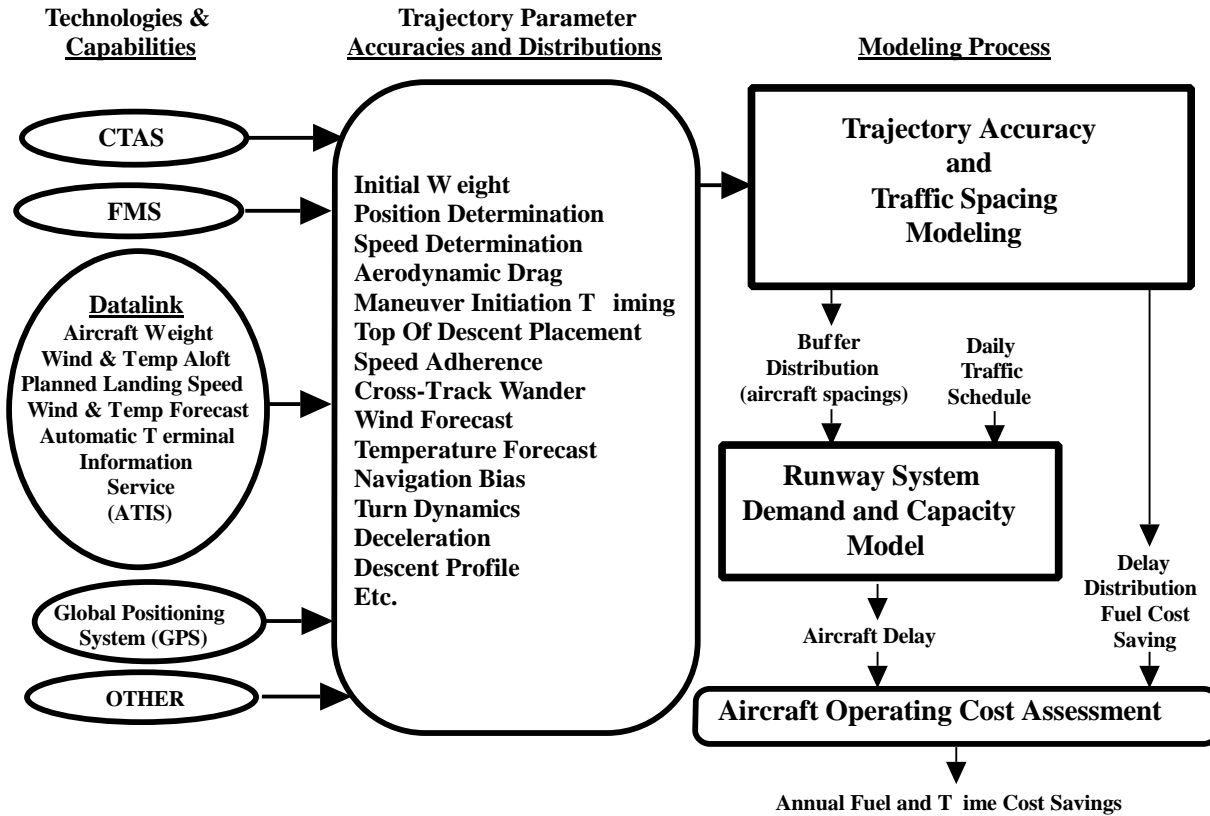 Technologies &
Capabilities
Trajectory Parameter
Accuracies and Distributions
Modeling Process
CTAS
FMS
Datalink
Aircraft Weight
Wind & Temp Aloft
Planned Landing Speed
Wind & Temp Forecast
Automatic T erminal
Information
Service
(ATIS)
Global Positioning
System (GPS)
OTHER
Initial W eight
Position Determination
Speed Determination
Aerodynamic Drag
Maneuver Initiation T iming
Top Of Descent Placement
Speed Adherence
Cross-Track Wander
Wind Forecast
Temperature Forecast
Navigation Bias
Turn Dynamics
Deceleration
Descent Profile
Etc.
Trajectory Accuracy
and
Traffic Spacing
Modeling
Buffer
Distribution
(aircraft spacings)
Daily
Traffic
Schedule
Runway System
Demand and Capacity
Model
Aircraft Delay
Delay
Distribution
Fuel Cost
Saving
Aircraft Operating Cost Assessment
Annual Fuel and T ime Cost Savings